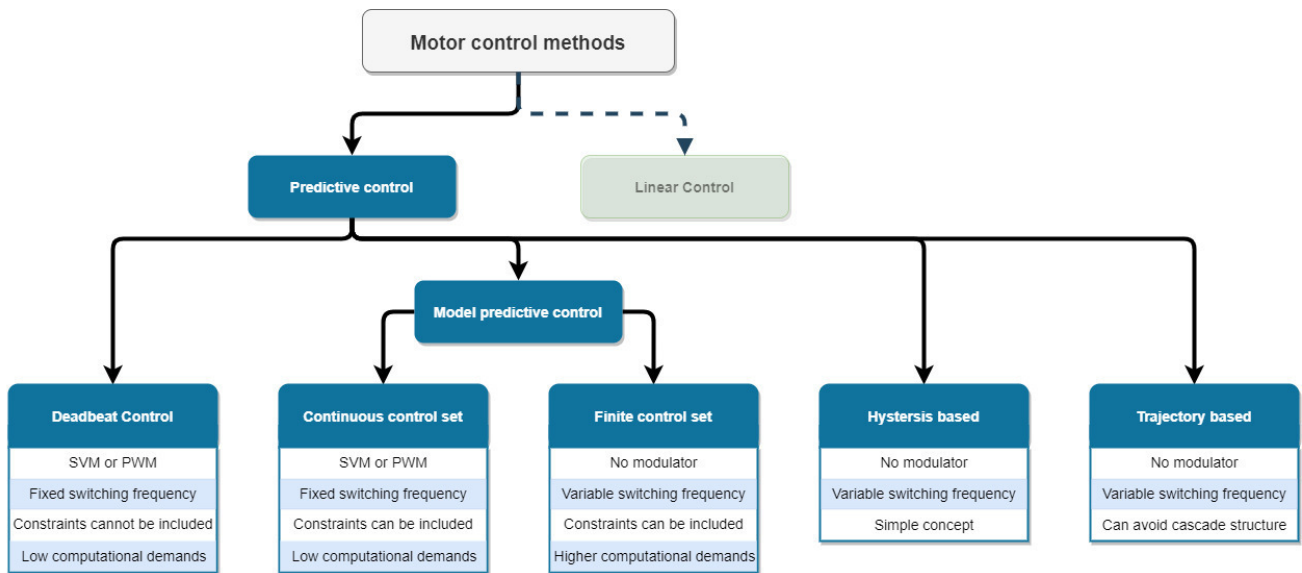 Motor control methods
Predictive control
Linear Control
Model predictive control
Deadbeat Control
SVM or PWM
Fixed switching frequency
Constraints cannot be included
Low computational demands
Continuous control set
SVM or PWM
Fixed switching frequency
Constraints can be included
Low computational demands
Finite control set
No modulator
Variable switching frequency
Constraints can be included
Higher computational demands
Hystersis based
No modulator
Variable switching frequency
Simple concept
Trajectory based
No modulator
Variable switching frequency
Can avoid cascade structure